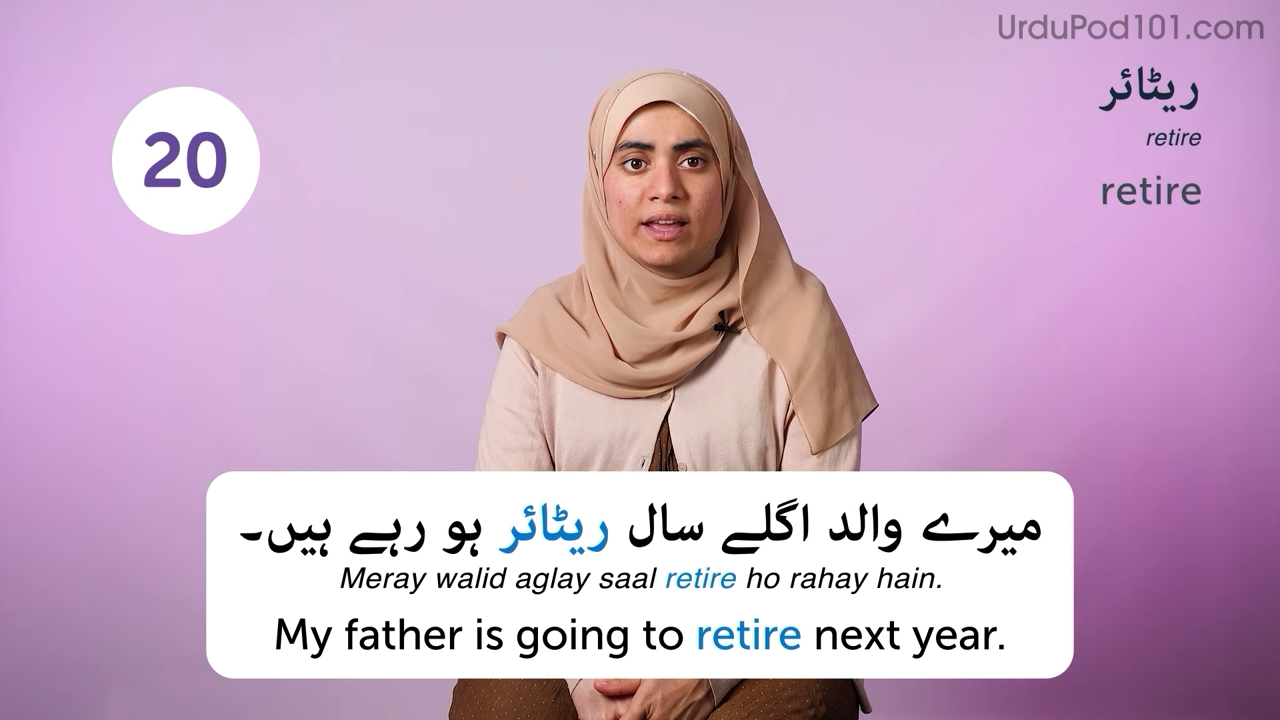 UrduPod101.com
20
ریٹائر
retire
retire
میرے والد اگلے سال ریٹائر ہو رہے ہیں۔
Meray walid aglay saal retire ho rahay hain.
My father is going to retire next year.